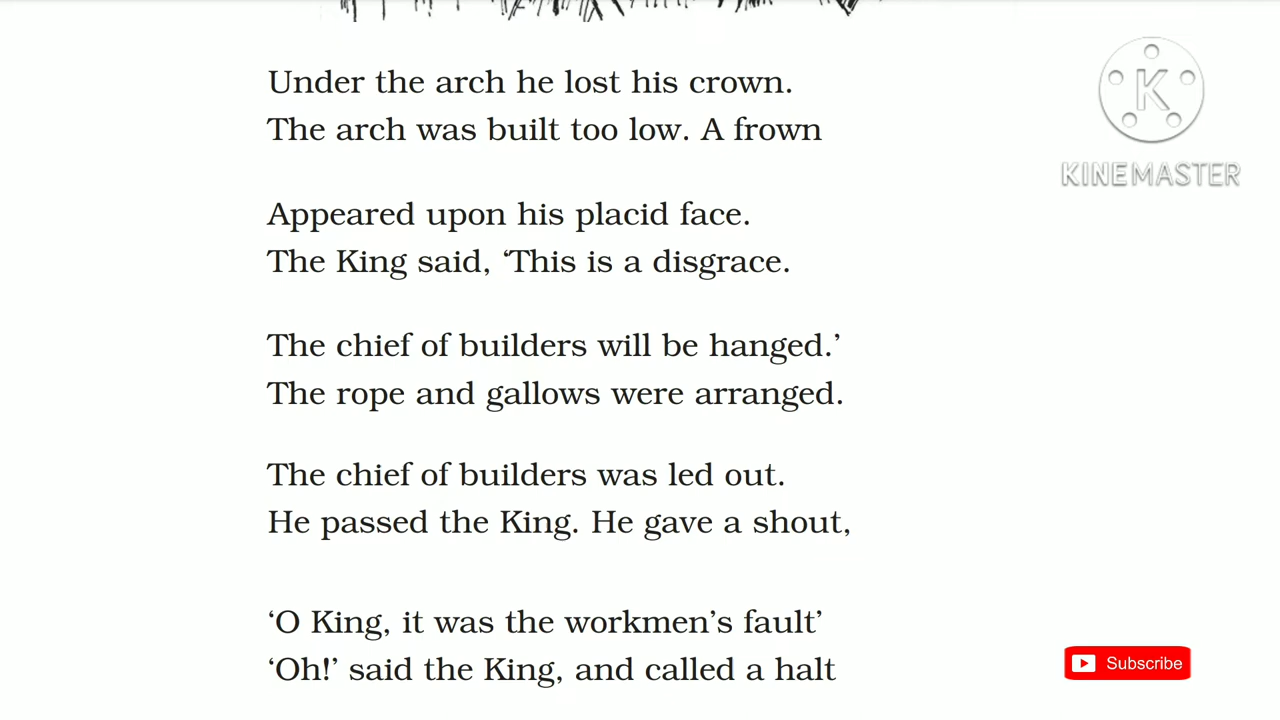 Under the arch he lost his crown.
The arch was built too low. A frown
Appeared upon his placid face.
The King said, ‘This is a disgrace.
The chief of builders will be hanged.’
The rope and gallows were arranged.
The chief of builders was led out.
He passed the King. He gave a shout,
‘O King, it was the workmen’s fault’
‘Oh!’ said the King, and called a halt
K
KINEMASTER
Subscribe